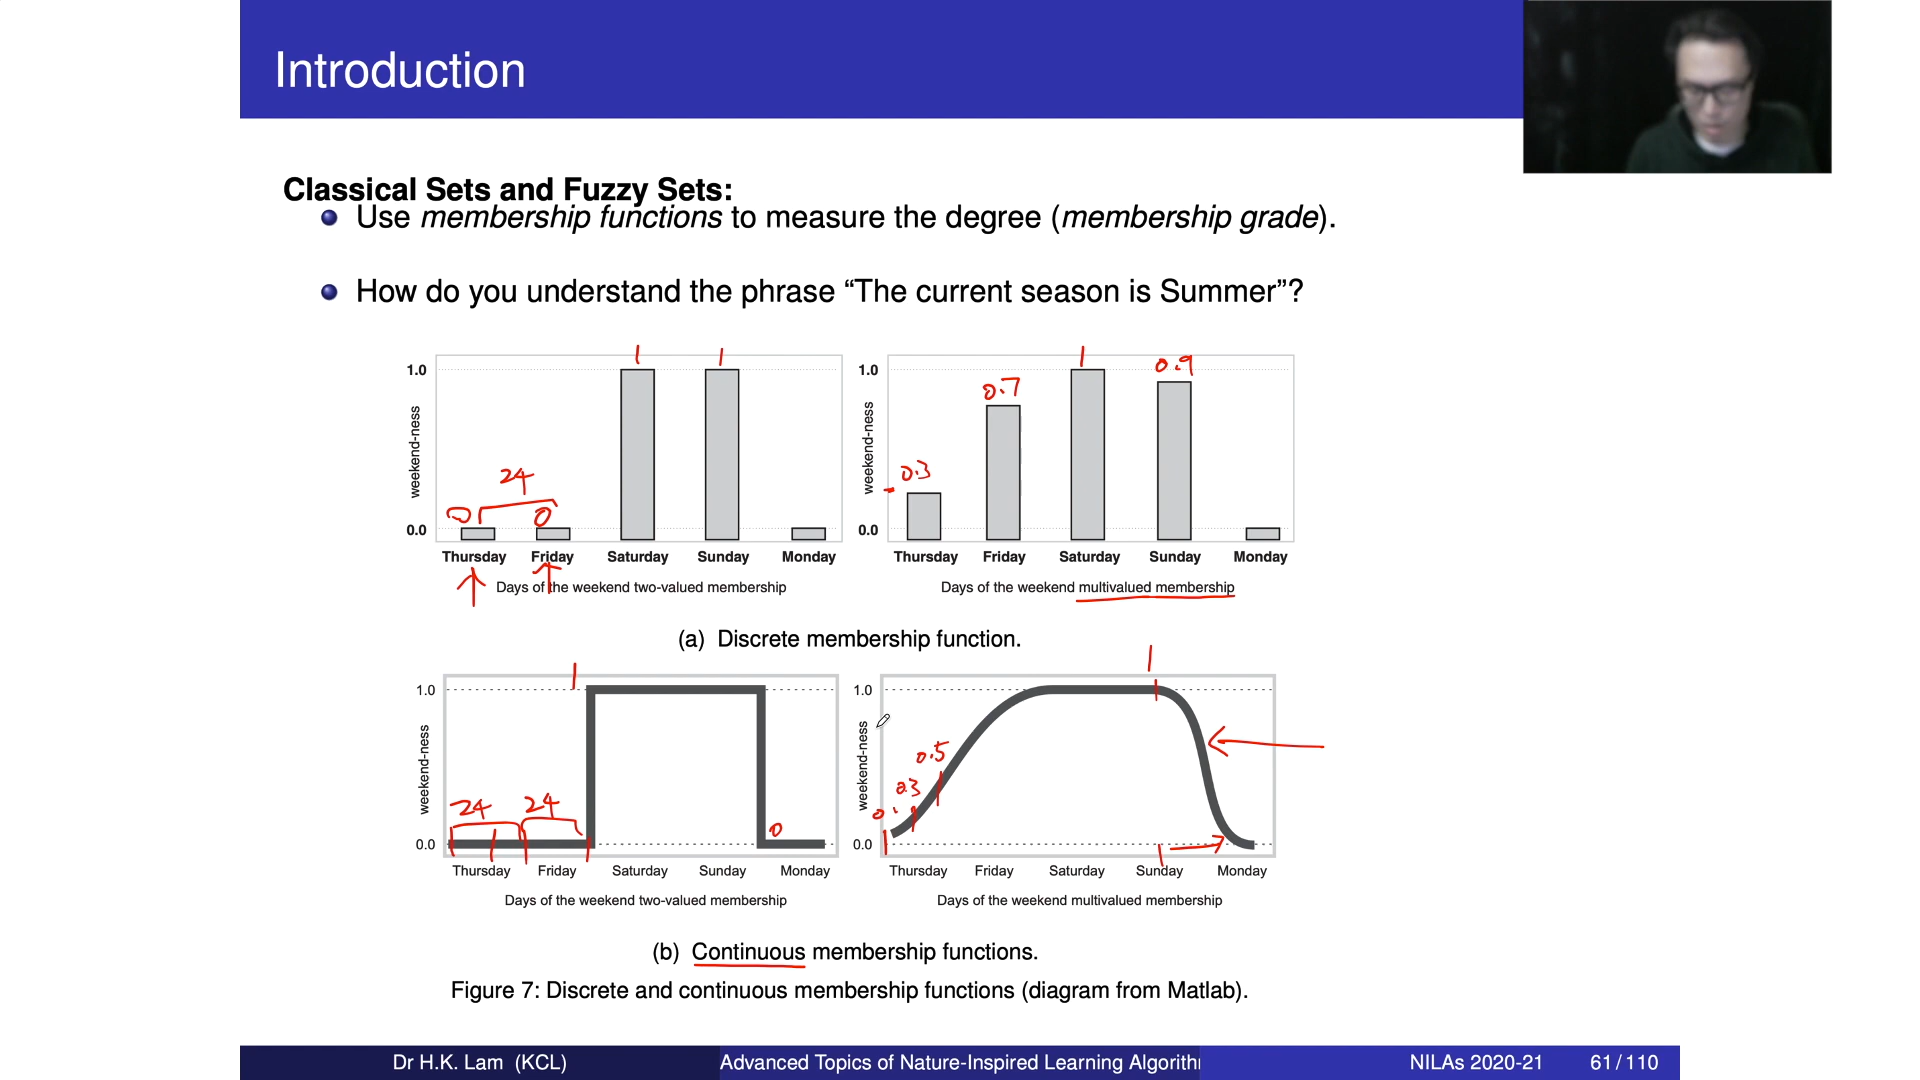 Introduction
Classical Sets and Fuzzy Sets:
Use membership functions to measure the degree (membership grade).
How do you understand the phrase “The current season is Summer”?
1 1
1.0
weekend-ness
24
0 0
0.0
Thursday Friday Saturday Sunday Monday
Days of the weekend two-valued membership
1 0.9
1.0
0.7
weekend-ness
0.3
0.0
Thursday Friday Saturday Sunday Monday
Days of the weekend multivalued membership
(a) Discrete membership function.
1
1.0
weekend-ness
24 24
0
0.0
Thursday Friday Saturday Sunday Monday
Days of the weekend two-valued membership
1
1.0
weekend-ness
0.5
0.3
0.0
Thursday Friday Saturday Sunday Monday
Days of the weekend multivalued membership
(b) Continuous membership functions.
Figure 7: Discrete and continuous membership functions (diagram from Matlab).
Dr H.K. Lam (KCL) Advanced Topics of Nature-Inspired Learning Algorith NILAs 2020-21 61/110